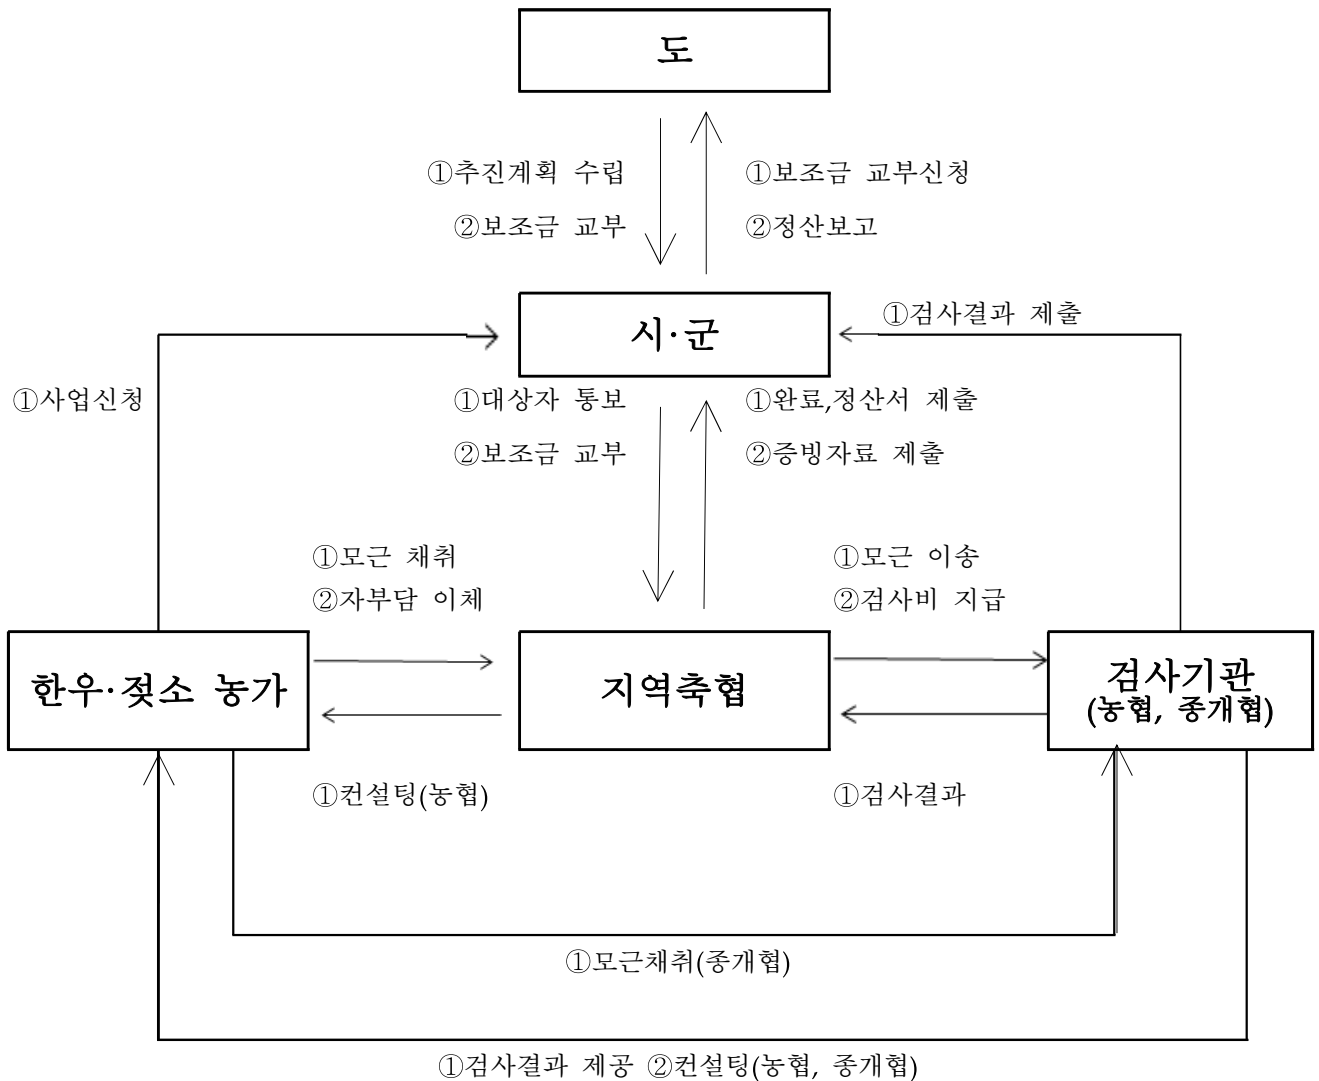 도
①추진계획 수립
②보조금 교부
①보조금 교부신청
②정산보고
시·군
①검사결과 제출
①사업신청
①대상자 통보
②보조금 교부
①완료,정산서 제출
②증빙자료 제출
①모근 채취
②자부담 이체
①모근 이송
②검사비 지급
한우·젖소 농가
지역축협
검사기관
(농협, 종개협)
①컨설팅(농협)
①검사결과
①모근채취(종개협)
①검사결과 제공 ②컨설팅(농협, 종개협)